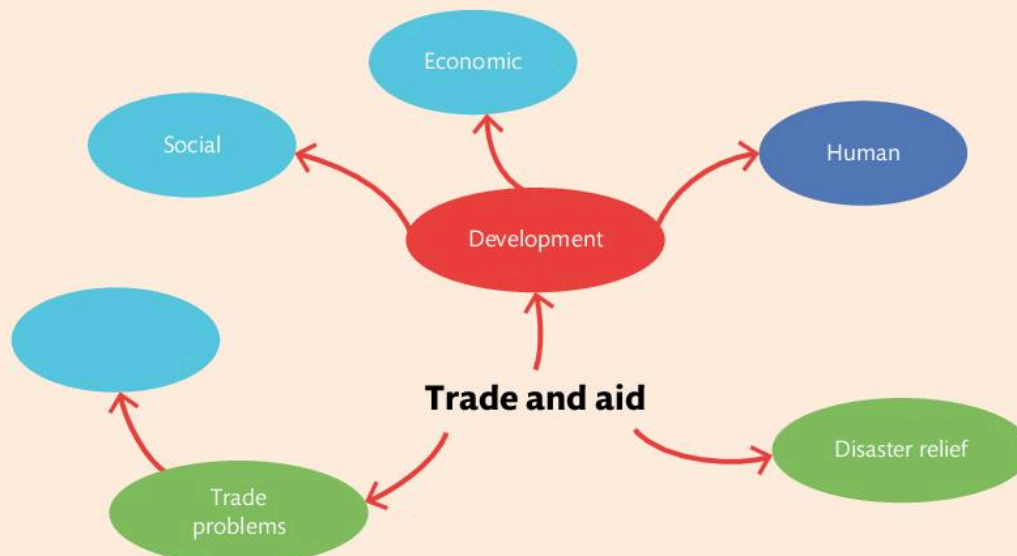 Economic
Social
Human
Development
Trade and aid
Disaster relief
Trade
problems